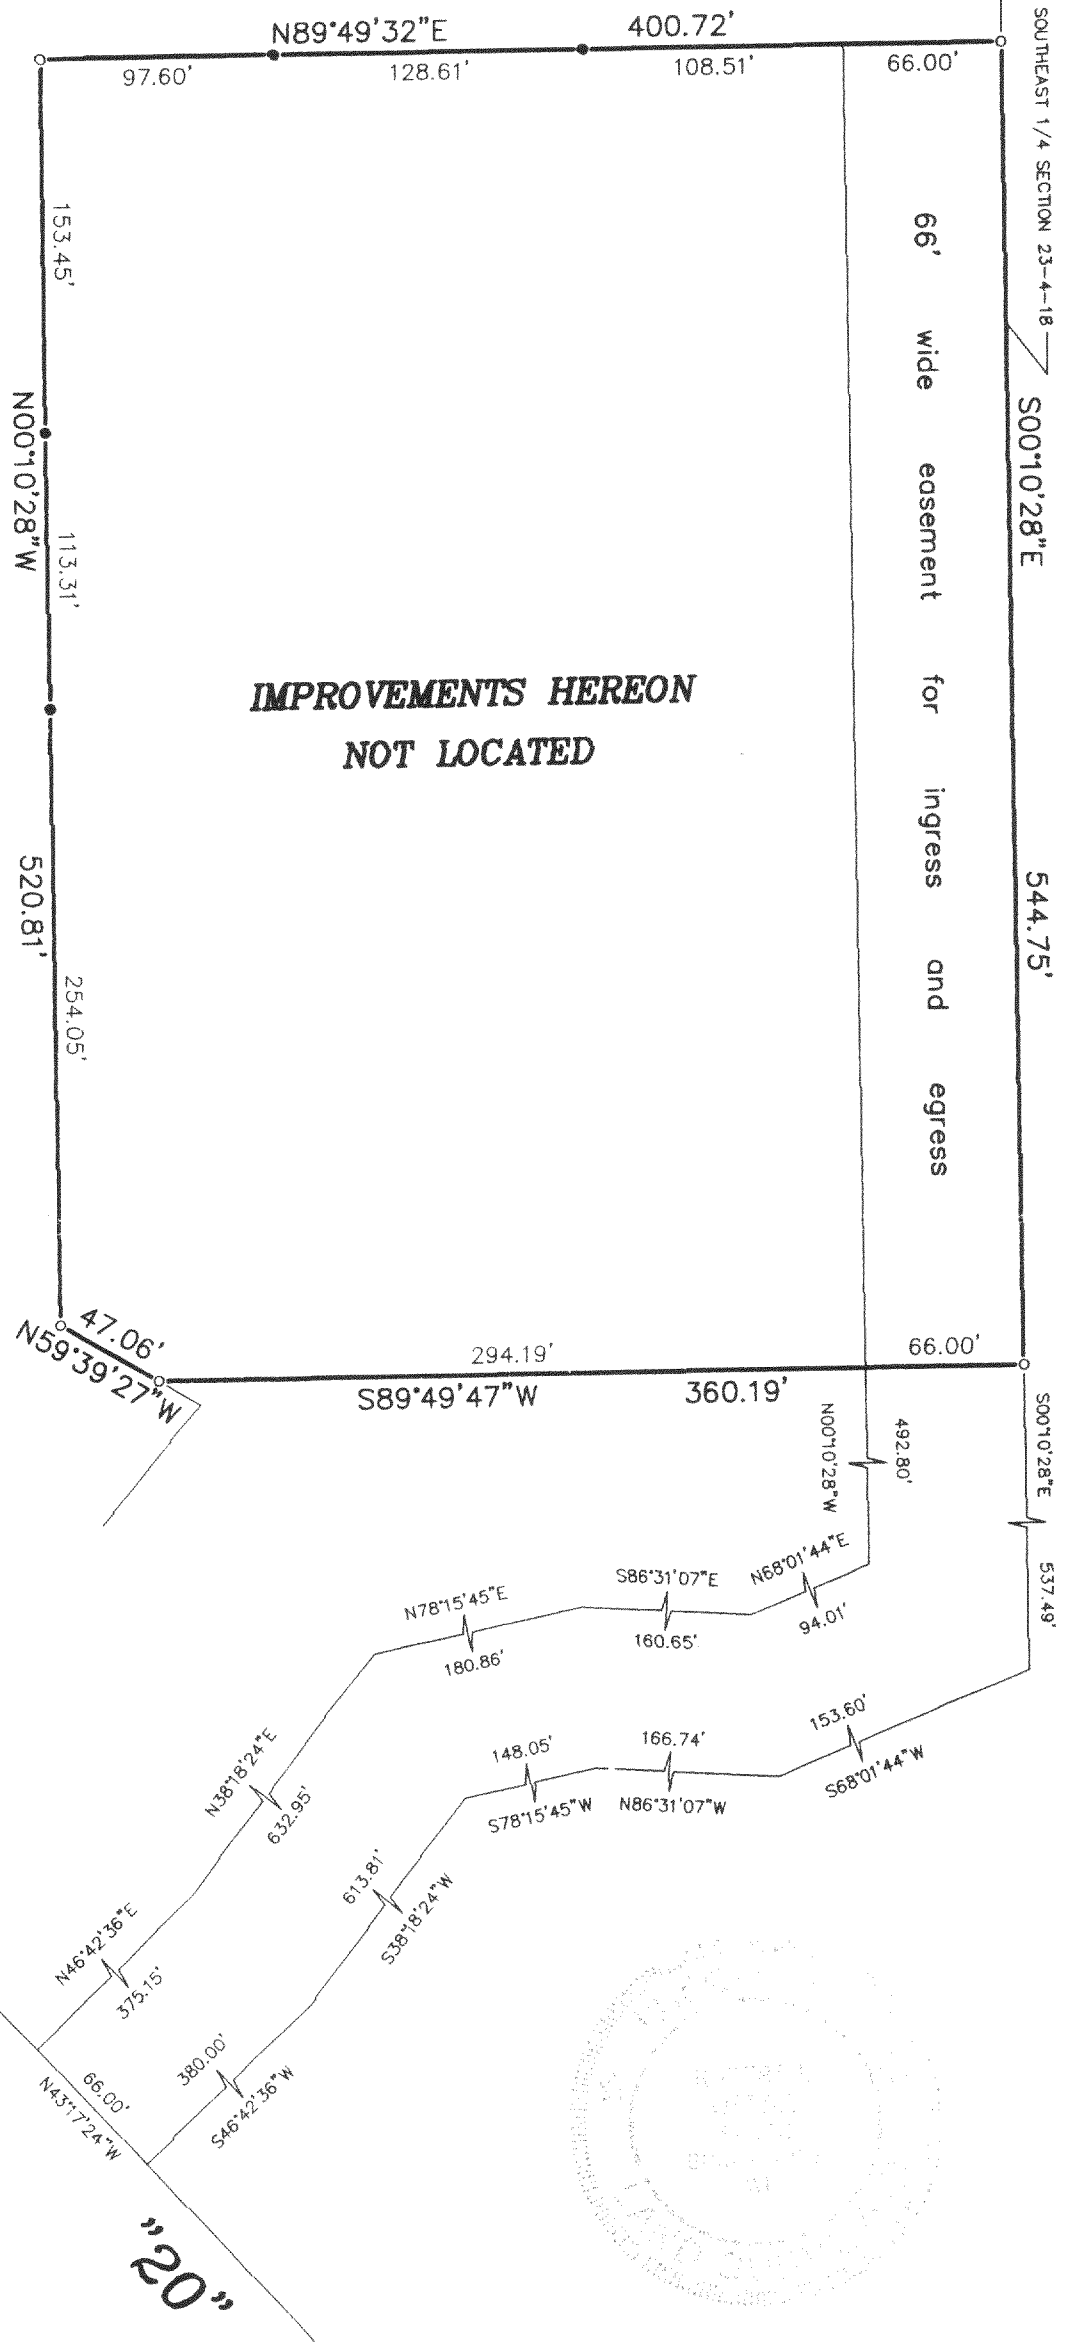 N89°49'32"E
400.72'
97.60'
128.61'
108.51'
66.00'
SOUTHEAST 1/4 SECTION 23-4-18
S00°10'28"E
544.75'
66' wide easement for ingress and egress
153.45'
N00°10'28"W
113.31'
520.81'
254.05'
IMPROVEMENTS HEREON
NOT LOCATED
47.06'
N59°39'27"W
294.19'
S89°49'47"W
360.19'
66.00'
N00°10'28"W
492.80'
S00°10'28"E
537.49'
N68°01'44"E
94.01'
S86°31'07"E
160.65'
N78°15'45"E
180.86'
153.60'
S68°01'44"W
166.74'
N86°31'07"W
148.05'
S78°15'45"W
N38°18'24"E
632.95'
613.81'
S38°18'24"W
N46°42'36"E
375.15'
380.00'
S46°42'36"W
66.00'
N43°17'24"W
"20"